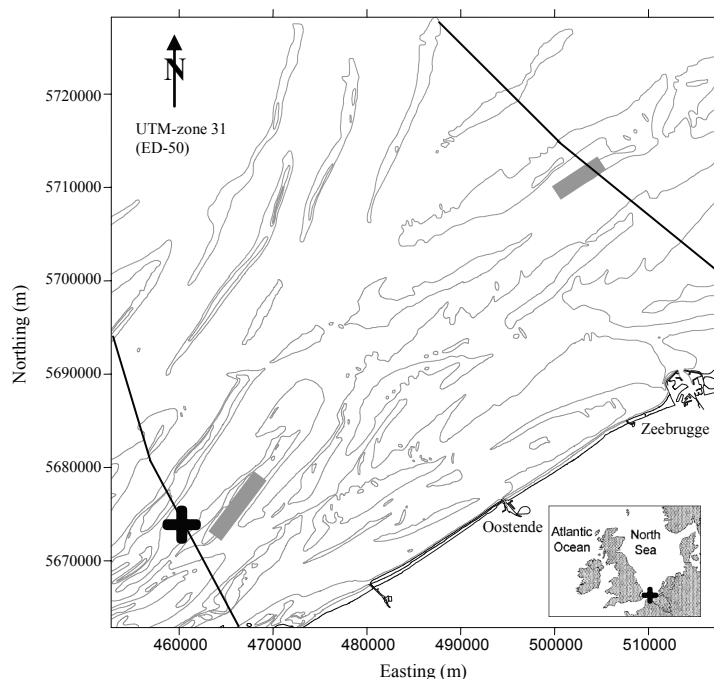 N
UTM-zone 31
(ED-50)
5720000
5710000
5700000
5690000
5680000
5670000
Northing (m)
Zeebrugge
Oostende
Atlantic
Ocean
North
Sea
460000
470000
480000
490000
500000
510000
Easting (m)